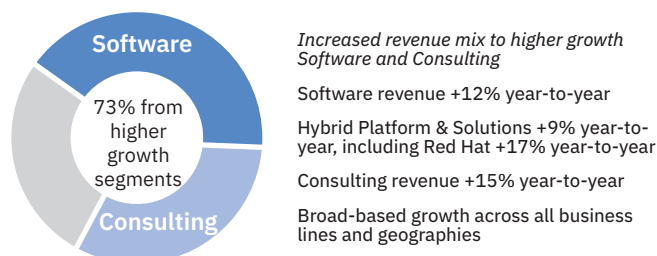 Software
73% from
higher
growth
segments
Consulting
Increased revenue mix to higher growth
Software and Consulting
Software revenue +12% year-to-year
Hybrid Platform & Solutions +9% year-to-
year, including Red Hat +17% year-to-year
Consulting revenue +15% year-to-year
Broad-based growth across all business
lines and geographies